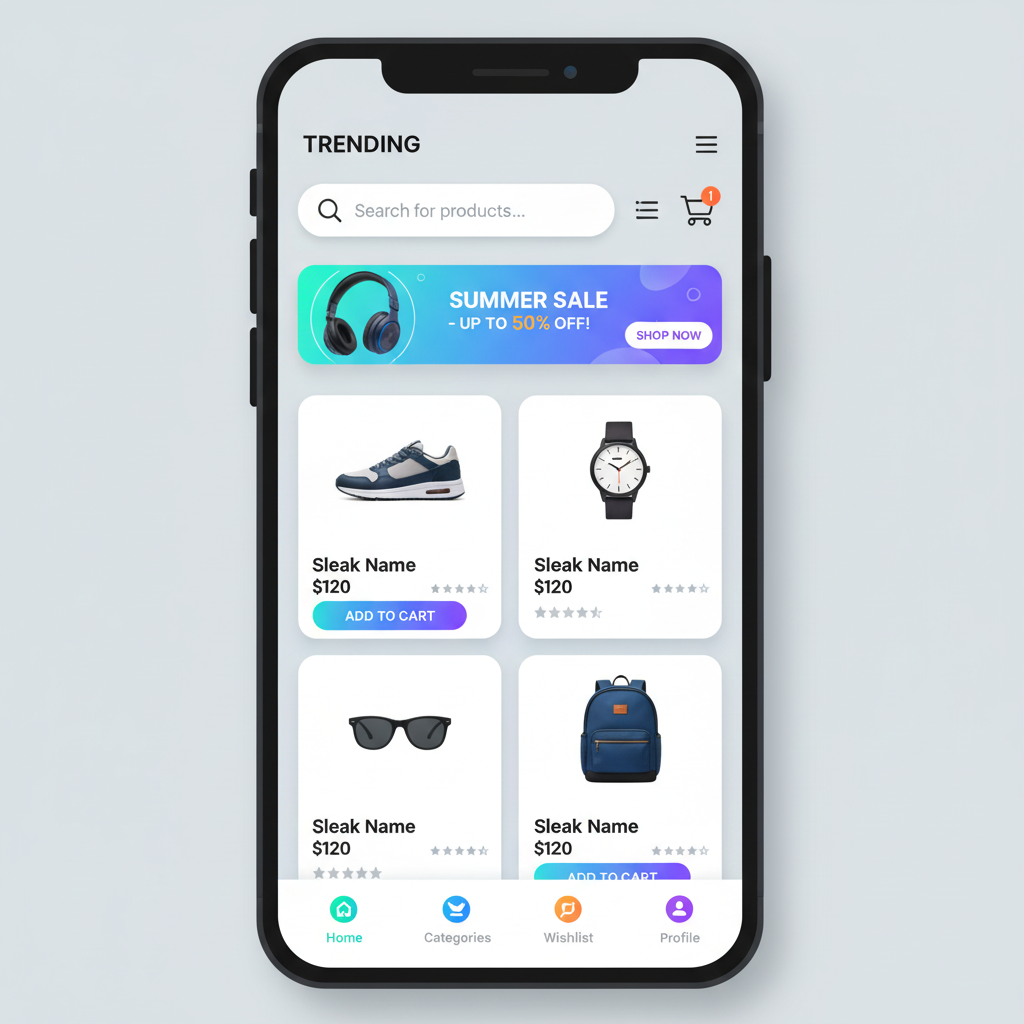 TRENDING
Search for products...
1
SUMMER SALE
- UP TO 50% OFF!
SHOP NOW
Sleak Name
$120
ADD TO CART
Sleak Name
$120
Sleak Name
$120
Sleak Name
$120
ADD TO CART
Home
Categories
Wishlist
Profile